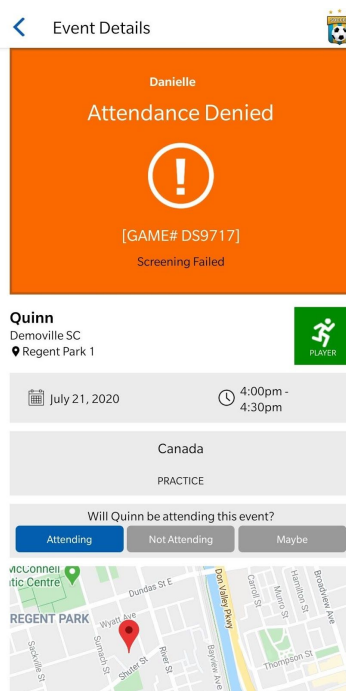 Event Details
Danielle
Attendance Denied
!
[GAME# DS9717]
Screening Failed
Quinn
Demoville SC
Regent Park 1
PLAYER
July 21, 2020
4:00pm -
4:30pm
Canada
PRACTICE
Will Quinn be attending this event?
Attending
Not Attending
Maybe
McConnell
tic Centre
Dundas St E
REGENT PARK
Wyatt Ave
Sackville St
Sumach St
Shuter St
River St
Bayview Ave
Don Valley Pkwy
Carroll St
Munro St
Hamilton St
Broadview Ave
Thompson St